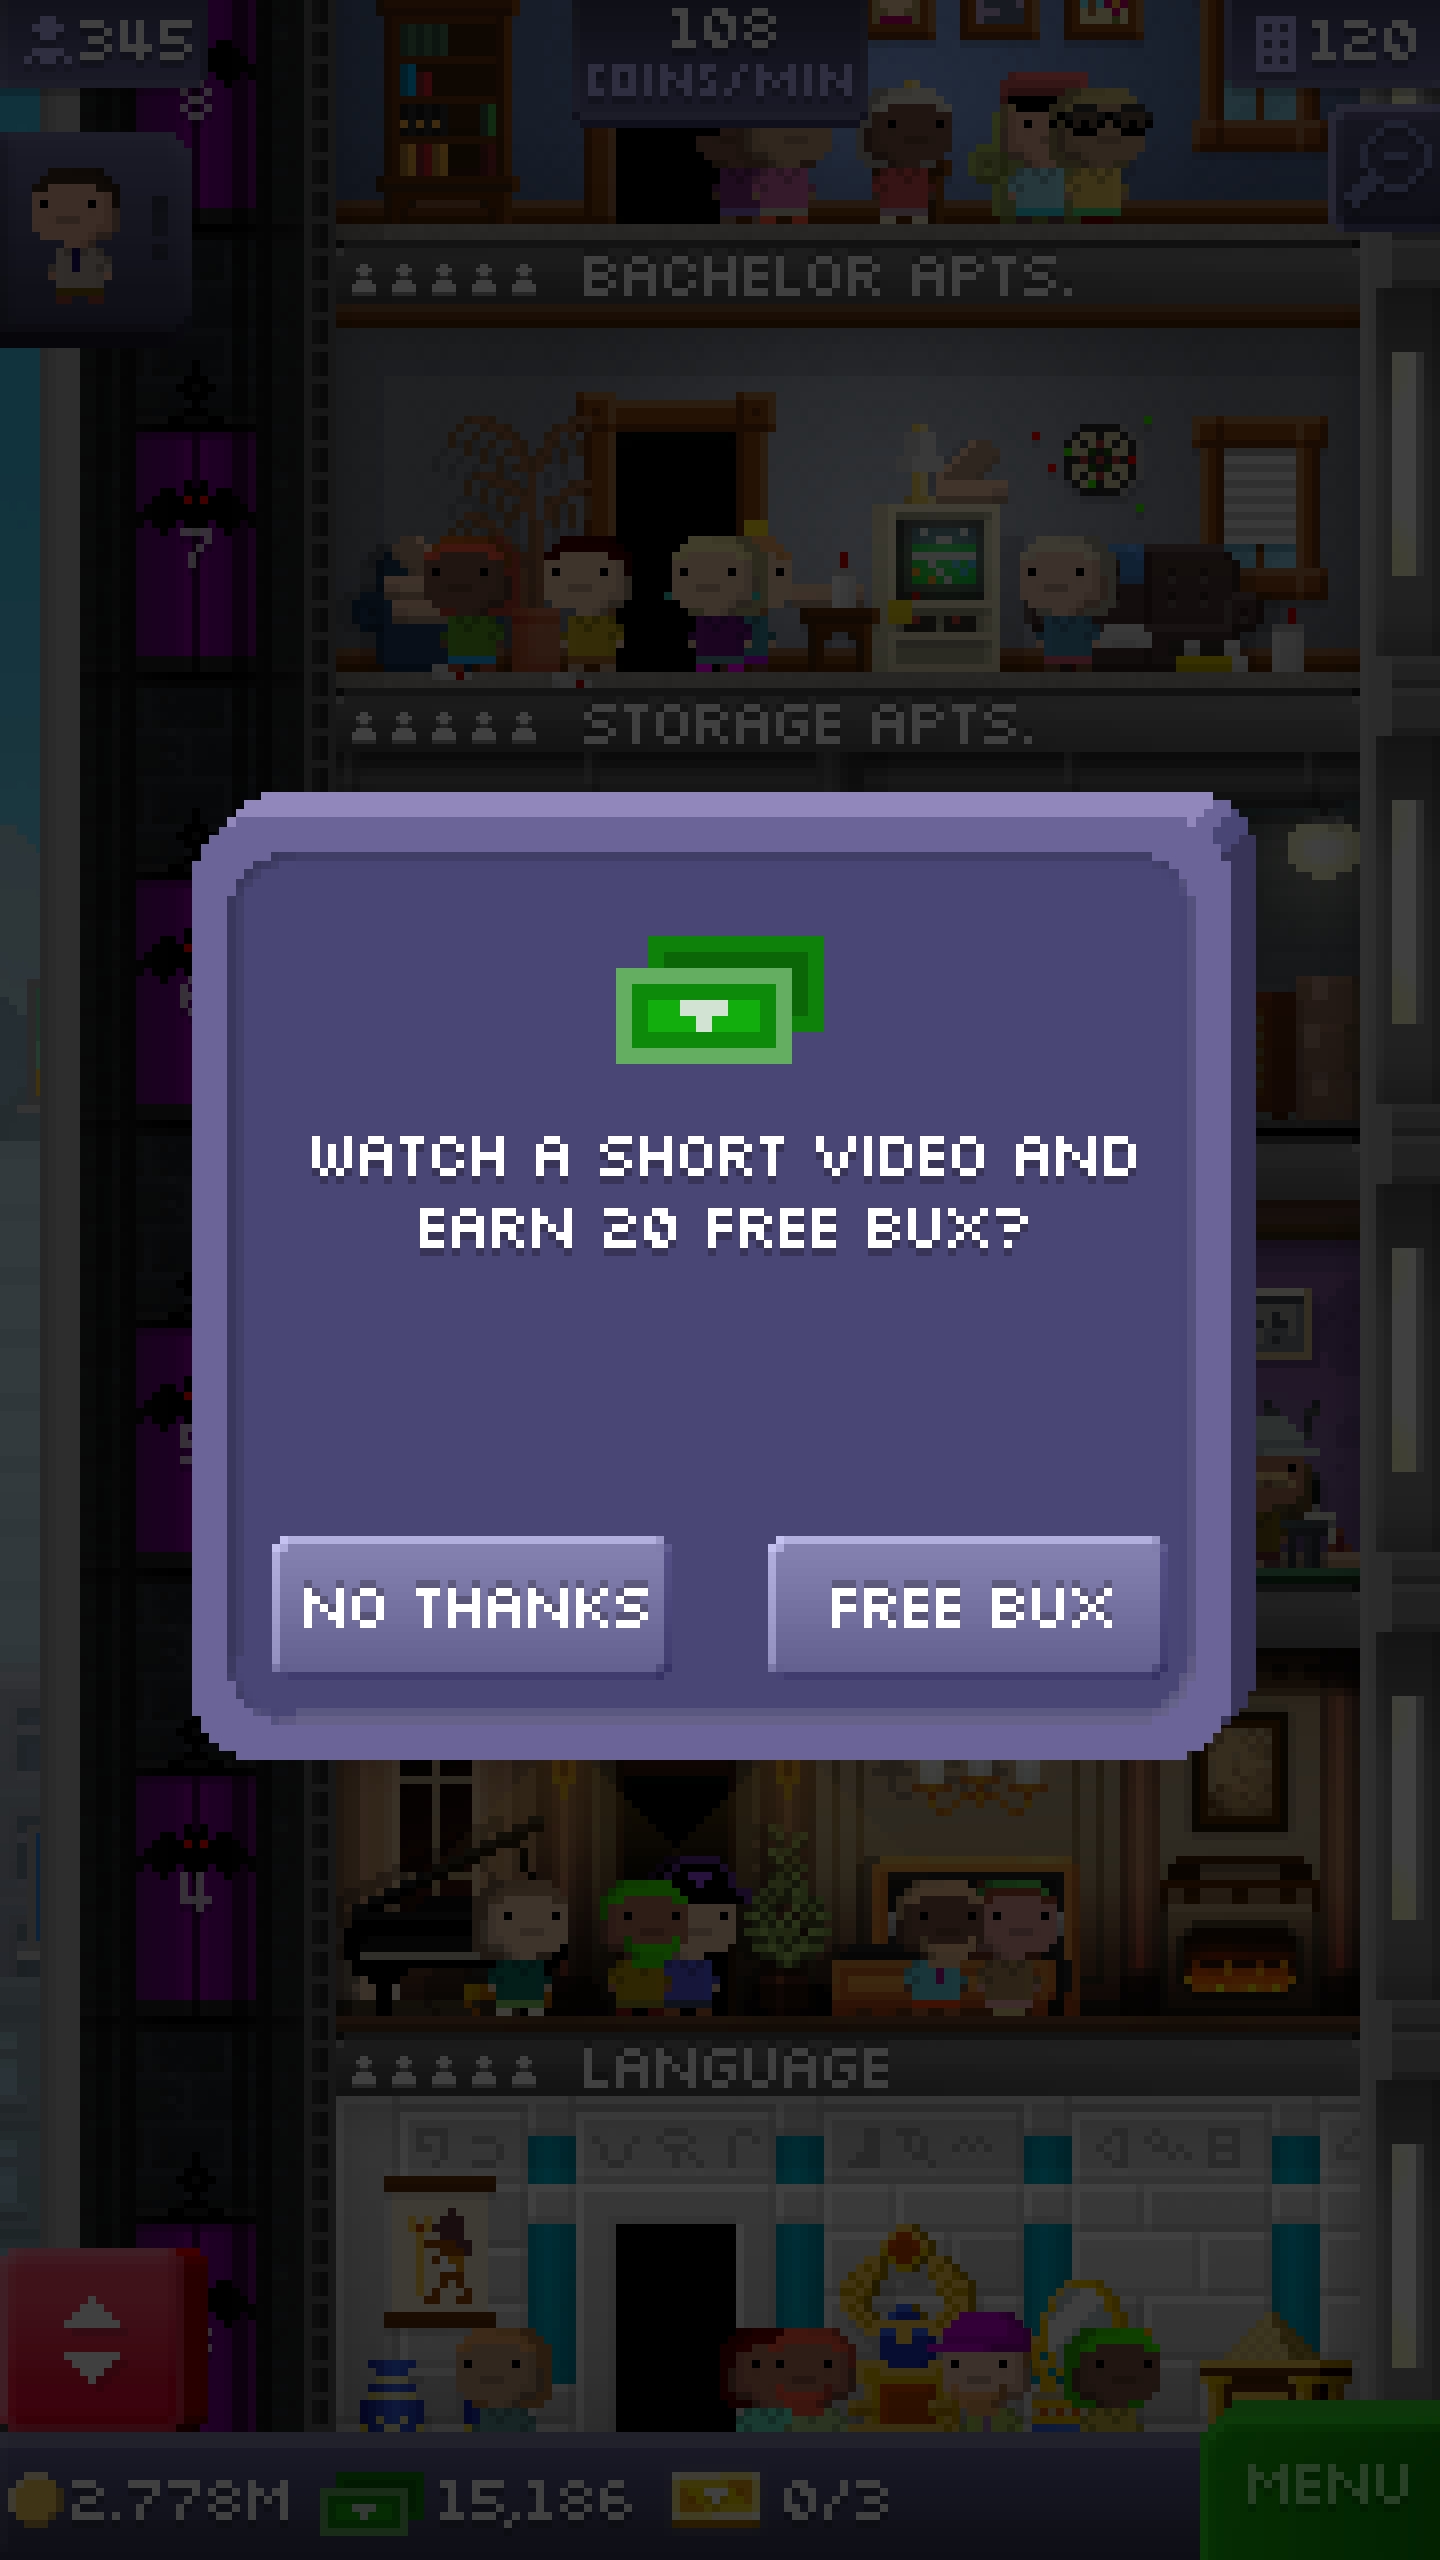 345
108
COINS/MIN
120
8
BACHELOR APTS.
7
STORAGE APTS.
WATCH A SHORT VIDEO AND
EARN 20 FREE BUX?
5
NO THANKS
FREE BUX
4
LANGUAGE
2.778M
15,186
0/3
MENU